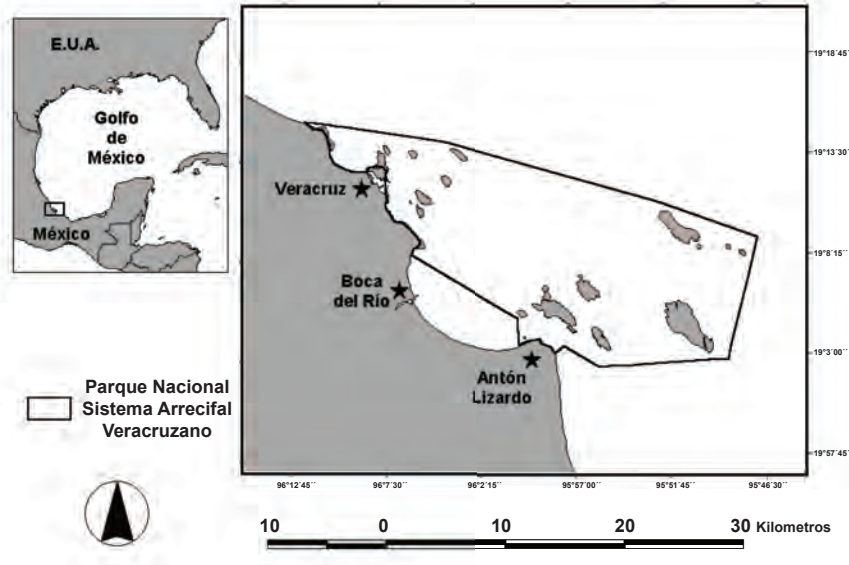 E.U.A.
Golfo
de
México
México
Veracruz
Boca
del Río
Antón
Lizardo
19°18´45´´
19°13´30´´
19°8´15´´
19°3´00´´
19°57´45´´
96°12´45´´
96°7´30´´
96°2´15´´
95°57´00´´
95°51´45´´
95°46´30´´
Parque Nacional
Sistema Arrecifal
Veracruzano
10 0 10 20 30 Kilometros